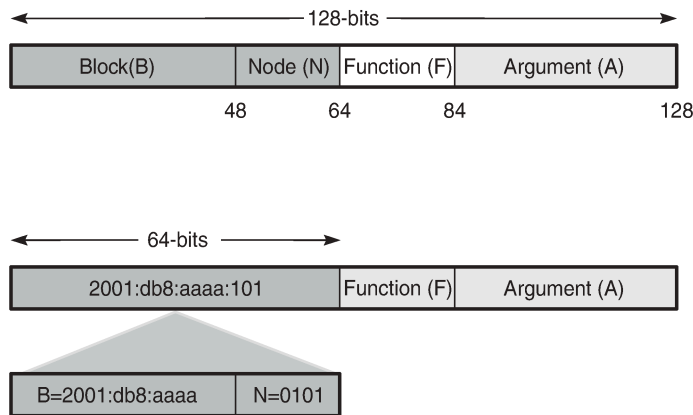 128-bits
Block(B) Node (N) Function (F) Argument (A)
48 64 84 128
64-bits
2001:db8:aaaa:101 Function (F) Argument (A)
B=2001:db8:aaaa N=0101